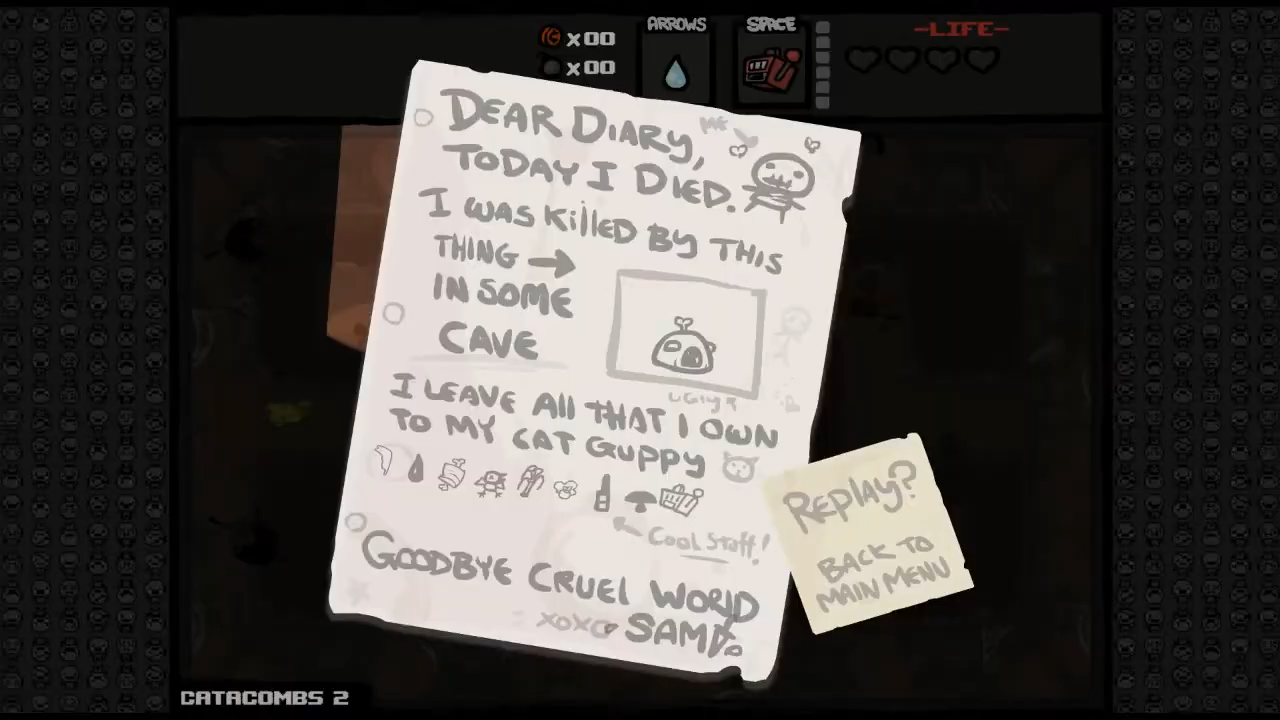 ARROWS
SPACE
-LIFE-
x00
x00
DEAR DIARY,
ME
TODAY I DIED.
I WAS KILLED BY THIS
THING →
IN SOME
CAVE
UGLY
I LEAVE ALL THAT I OWN
TO MY CAT GUPPY
COOL STUFF!
GOODBYE CRUEL WORLD
XOXO
REPLAY?
BACK TO
MAIN MENU
CATACOMBS 2